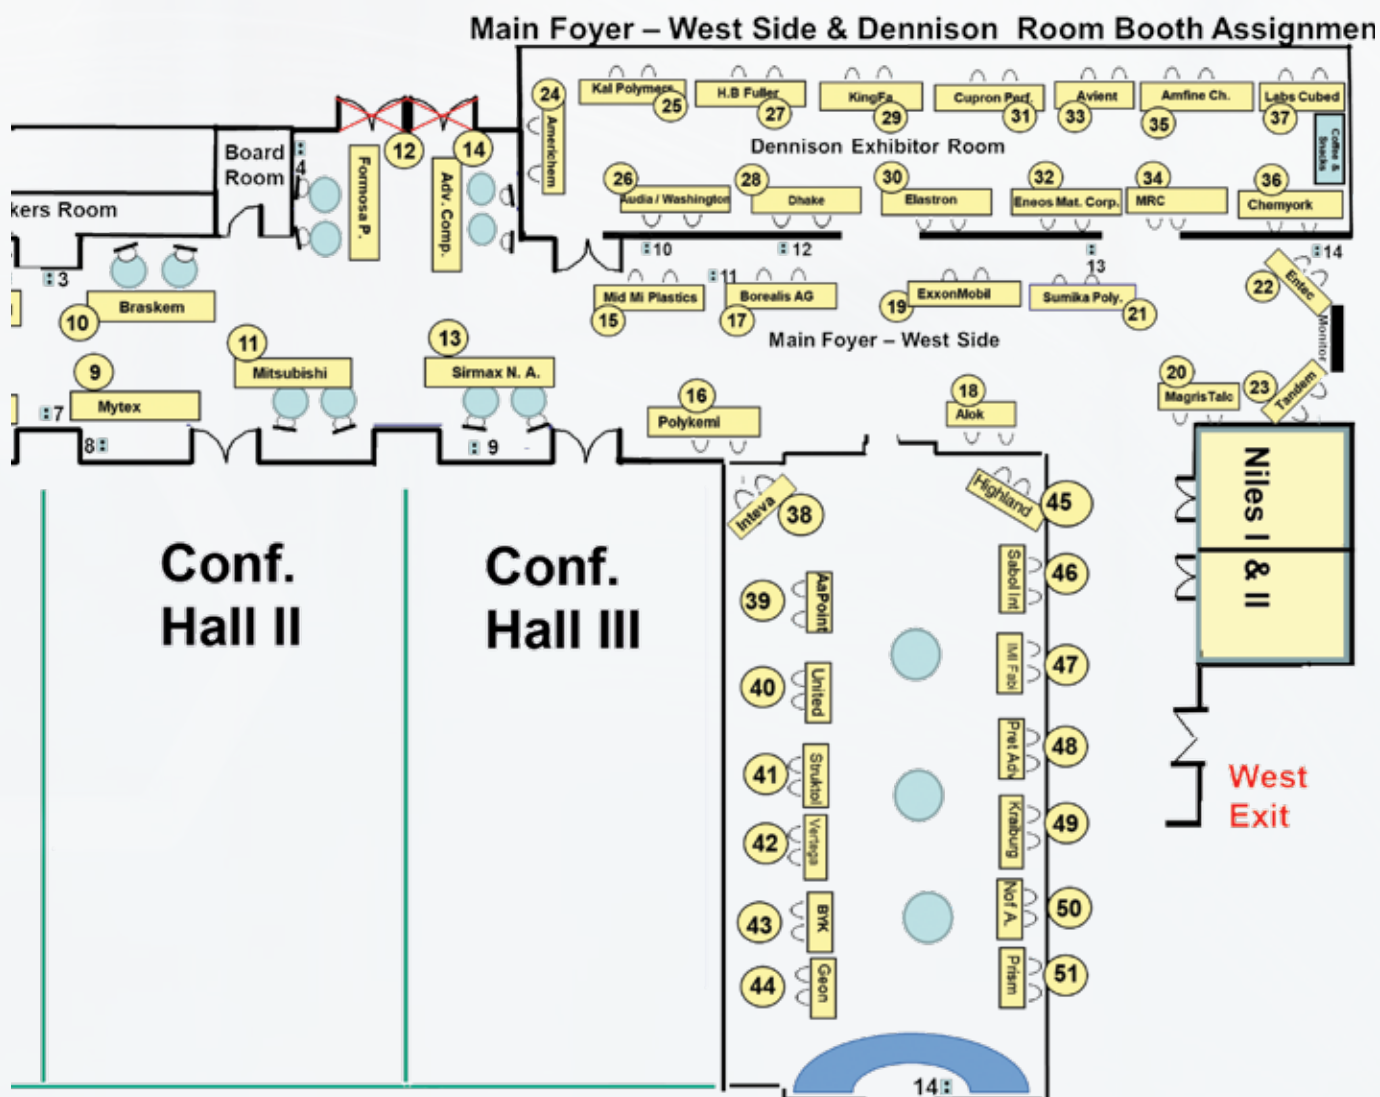 Main Foyer – West Side & Dennison Room Booth Assignmen
24
Americhem
Kal Polymers
25
H.B Fuller
27
KingFa
29
Cupron Perf.
31
Avient
33
Amfine Ch.
35
Labs Cubed
37
Coffee &
Snacks
Dennison Exhibitor Room
26
Audia / Washington
28
Dhake
30
Elastron
32
Eneos Mat. Corp.
34
MRC
36
Chemyork
Board
Room
kers Room
4
12
Formosa P.
14
Adv. Comp.
3
10
12
11
13
14
10
Braskem
Mid Mi Plastics
15
Borealis AG
17
19
ExxonMobil
Sumika Poly.
21
22
Entec
Monitor
Main Foyer – West Side
9
Mytex
11
Mitsubishi
13
Sirmax N. A.
16
Polykemi
18
Alok
20
MagrisTalc
23
Tandem
7
8
9
Inteva
38
Highland
45
Niles I & II
Conf.
Hall II
Conf.
Hall III
39
AaPoint
Sabol Int
46
40
United
IMI Fabi
47
41
Struktol
Pret Adv
48
42
Vertega
Kraiburg
49
43
BYK
Nof A.
50
44
Geon
Prism
51
West
Exit
14